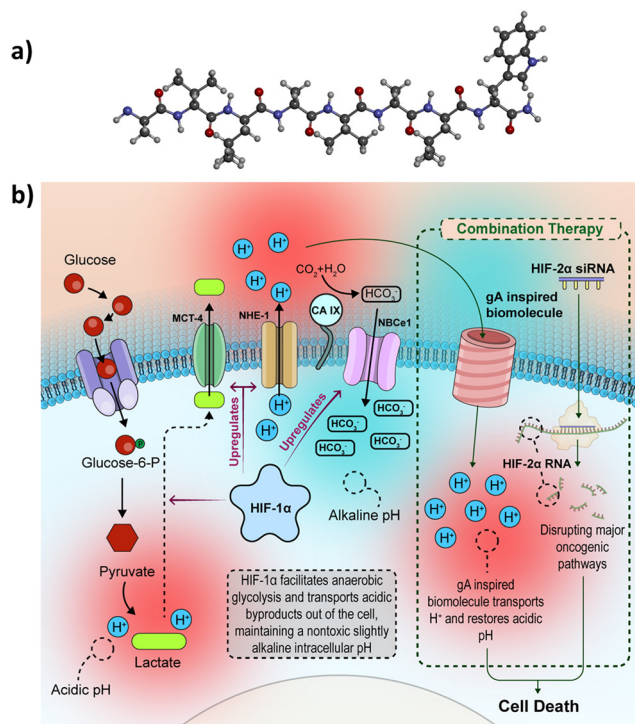 a)
b)
Combination Therapy
Glucose
MCT-4
H⁺
H⁺
H⁺
H⁺
NHE-1
H⁺
H⁺
H⁺
CO₂+H₂O
HCO₃⁻
CA IX
NBCe1
HIF-2α siRNA
gA inspired
biomolecule
P
Glucose-6-P
Upregulates
Upregulates
HCO₃⁻
HCO₃⁻
HCO₃⁻
HCO₃⁻
HIF-2α RNA
HIF-1α
Alkaline pH
H⁺
H⁺
H⁺
H⁺
H⁺
H⁺
H⁺
Disrupting major
oncogenic
pathways
Pyruvate
HIF-1α facilitates anaerobic
glycolysis and transports acidic
byproducts out of the cell,
maintaining a nontoxic slightly
alkaline intracellular pH
gA inspired
biomolecule transports
H⁺ and restores acidic
pH
H⁺
H⁺
Lactate
Acidic pH
Cell Death